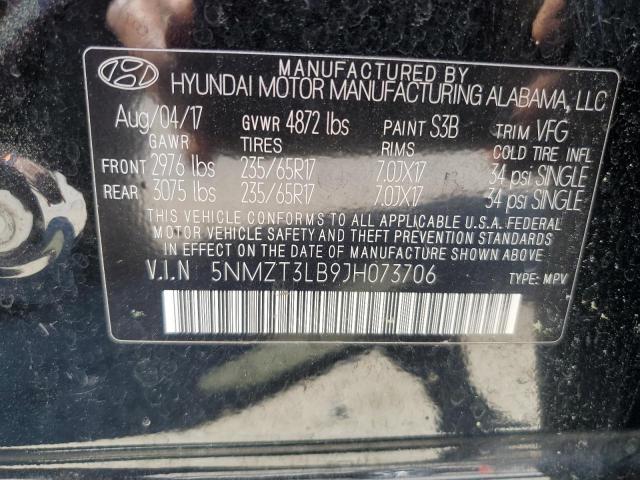 MANUFACTURED BY
HYUNDAI MOTOR MANUFACTURING ALABAMA, LLC
Aug/04/17 GVWR 4872 lbs PAINT S3B TRIM VFG
GAWR TIRES RIMS COLD TIRE INFL
FRONT 2976 lbs 235/65R17 7.0JX17 34 psi SINGLE
REAR 3075 lbs 235/65R17 7.0JX17 34 psi SINGLE
THIS VEHICLE CONFORMS TO ALL APPLICABLE U.S.A. FEDERAL
MOTOR VEHICLE SAFETY AND THEFT PREVENTION STANDARDS
IN EFFECT ON THE DATE OF MANUFACTURE SHOWN ABOVE
V.I.N 5NMZT3LB9JH073706 TYPE: MPV